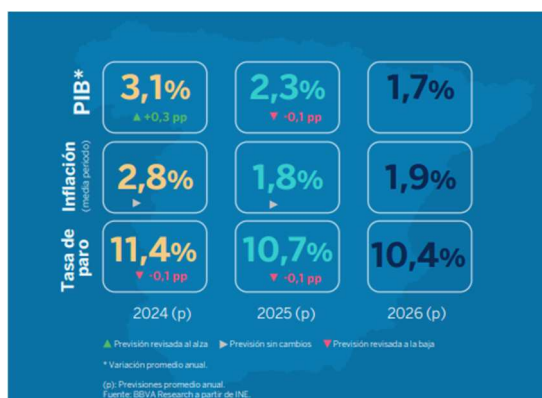 PIB*
3,1%
▲ +0,3 pp
2,3%
▼ -0,1 pp
1,7%
Inflación
(media periodo)
2,8%
▶
1,8%
▶
1,9%
Tasa de
paro
11,4%
▼ -0,1 pp
10,7%
▼ -0,1 pp
10,4%
2024 (p)
2025 (p)
2026 (p)
▲ Previsión revisada al alza ▶ Previsión sin cambios ▼ Previsión revisada a la baja
* Variación promedio anual.
(p): Previsiones promedio anual.
Fuente: BBVA Research a partir de INE.